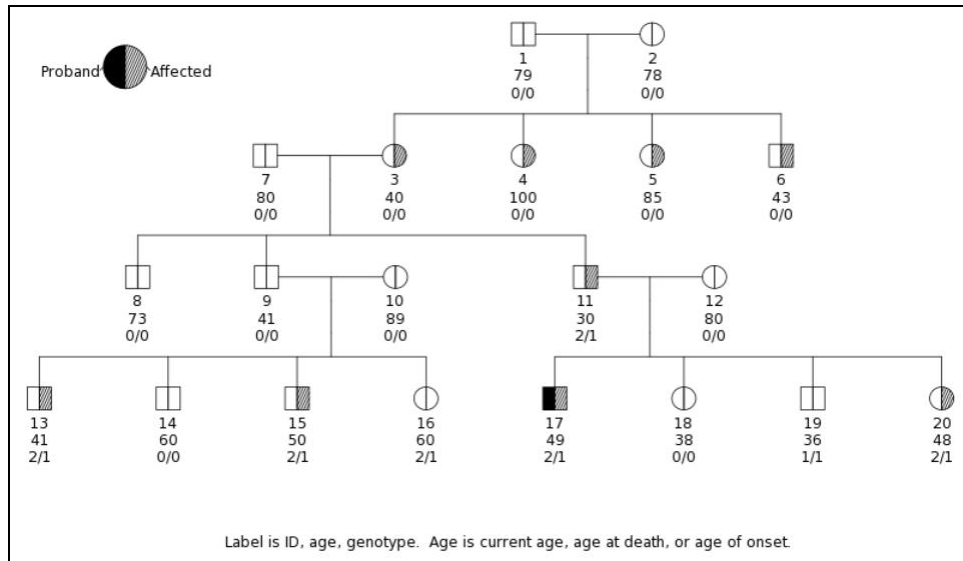 Proband Affected
1 2
79 78
0/0 0/0
7 3 4 5 6
80 40 100 85 43
0/0 0/0 0/0 0/0 0/0
8 9 10 11 12
73 41 89 30 80
0/0 0/0 0/0 2/1 0/0
13 14 15 16 17 18 19 20
41 60 50 60 49 38 36 48
2/1 0/0 2/1 2/1 2/1 0/0 1/1 2/1
Label is ID, age, genotype. Age is current age, age at death, or age of onset.